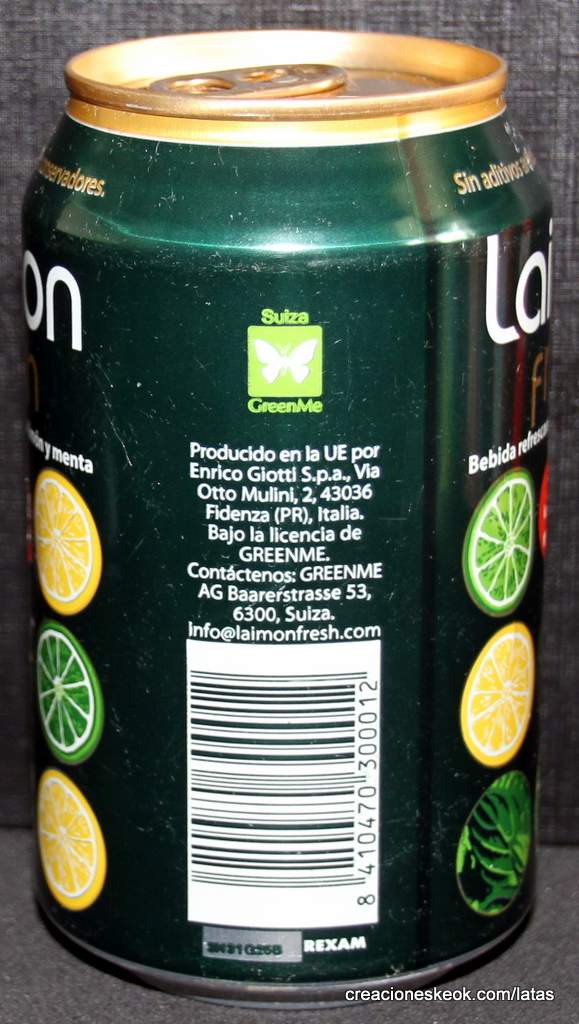 Sin aditivos
on
Lai
Suiza
GreenMe
y menta
Bebida
Producido en la UE por
Enrico Giotti S.p.a., Via
Otto Mulini, 2, 43036
Fidenza (PR), Italia.
Bajo la licencia de
GREENME.
Contáctenos: GREENME
AG Baarerstrasse 53,
6300, Suiza.
info@laimonfresh.com
8 410470 300012
REXAM
creacioneskeok.com/latas